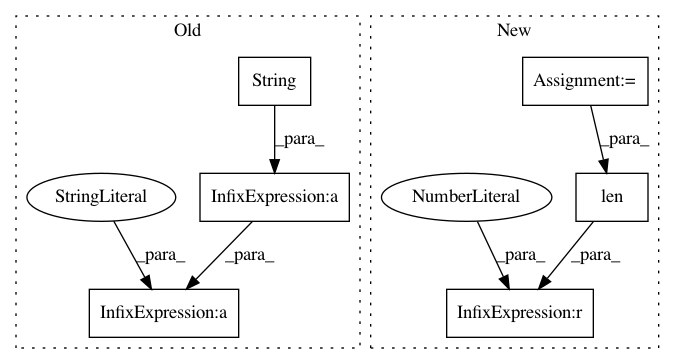 Old
New
String
Assignment:=
_para_
_para_
StringLiteral
InfixExpression:a
NumberLiteral
len
_para_
_para_
_para_
_para_
InfixExpression:a
InfixExpression:r